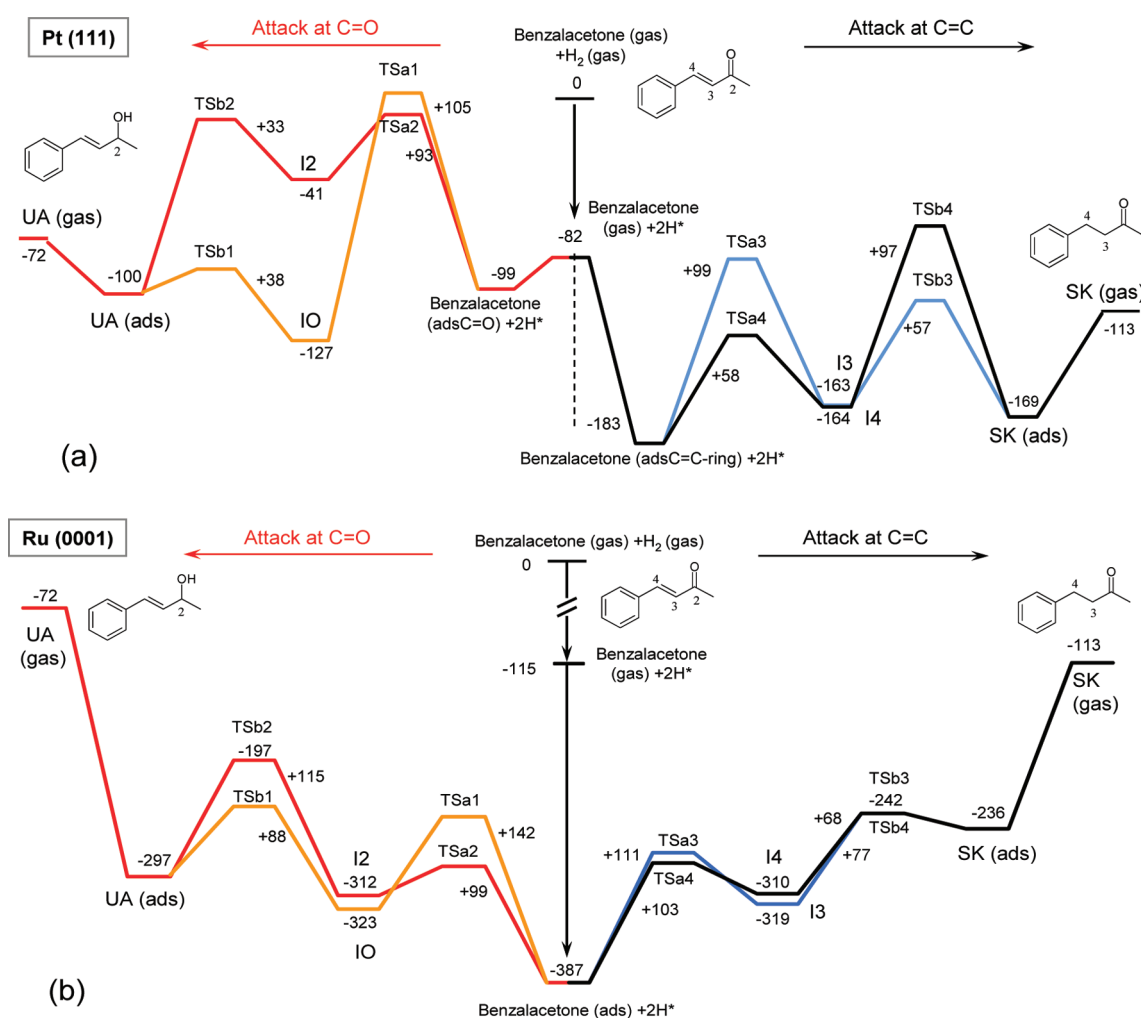 Pt (111)
Attack at C=O
Benzalacetone (gas)
+H2 (gas)
0
Attack at C=C
4
3
2
O
OH
2
UA (gas)
-72
-100
UA (ads)
TSb2
+33
I2
-41
TSb1
+38
IO
-127
TSa1
+105
TSa2
+93
-99
Benzalacetone
(adsC=O) +2H*
Benzalacetone
(gas) +2H*
-82
-183
Benzalacetone (adsC=C-ring) +2H*
TSa3
+99
TSa4
+58
I3
-163
-164
I4
TSb4
+97
TSb3
+57
-169
SK (ads)
O
4
3
SK (gas)
-113
(a)
Ru (0001)
Attack at C=O
Benzalacetone (gas) +H2 (gas)
0
Attack at C=C
4
3
2
O
Benzalacetone
(gas) +2H*
-115
-72
UA
(gas)
OH
2
-297
UA (ads)
TSb2
-197
+115
TSb1
+88
I2
-312
-323
IO
TSa1
+142
TSa2
+99
-387
Benzalacetone (ads) +2H*
+111
TSa3
TSa4
+103
I4
-310
-319
I3
+68
+77
TSb3
-242
TSb4
-236
SK (ads)
O
4
3
-113
SK
(gas)
(b)